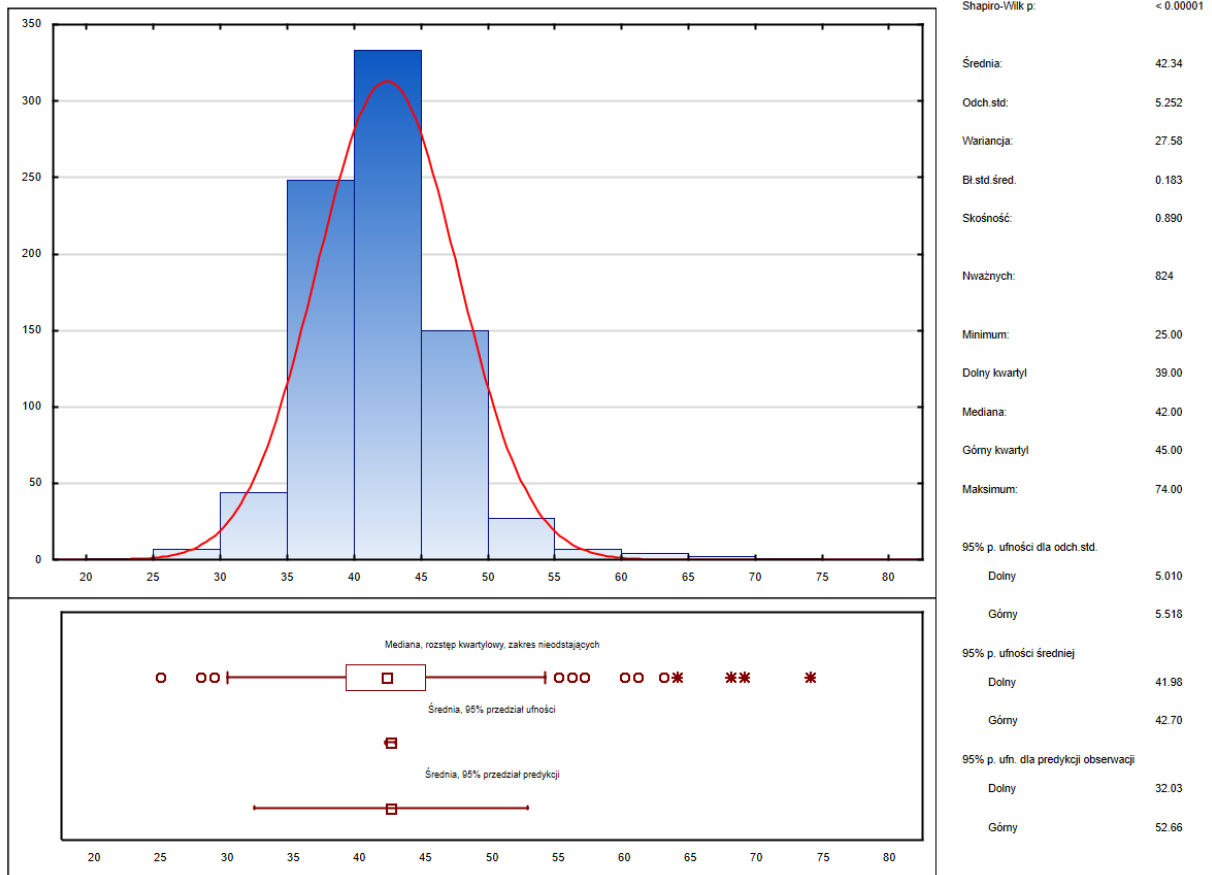 350
300
250
200
150
100
50
0
20 25 30 35 40 45 50 55 60 65 70 75 80
Mediana, rozstęp kwartylowy, zakres nieodstających
Średnia, 95% przedział ufności
Średnia, 95% przedział predykcji
20 25 30 35 40 45 50 55 60 65 70 75 80
Shapiro-Wilk p: < 0.00001
Średnia: 42.34
Odch.std: 5.252
Wariancja: 27.58
Bł.std.śred. 0.183
Skośność: 0.890
Nważnych: 824
Minimum: 25.00
Dolny kwartyl 39.00
Mediana: 42.00
Górny kwartyl 45.00
Maksimum: 74.00
95% p. ufności dla odch.std.
Dolny 5.010
Górny 5.518
95% p. ufności średniej
Dolny 41.98
Górny 42.70
95% p. ufn. dla predykcji obserwacji
Dolny 32.03
Górny 52.66